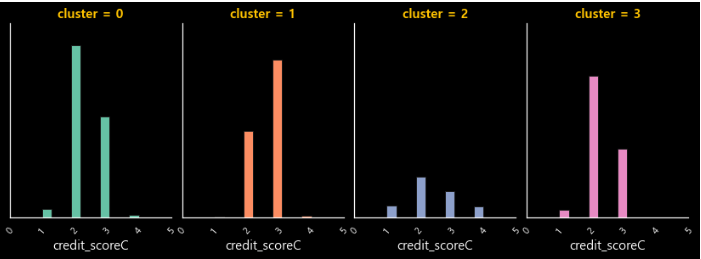 cluster = 0
cluster = 1
cluster = 2
cluster = 3
0 1 2 3 4 5
0 1 2 3 4 5
0 1 2 3 4 5
0 1 2 3 4 5
credit_scoreC
credit_scoreC
credit_scoreC
credit_scoreC